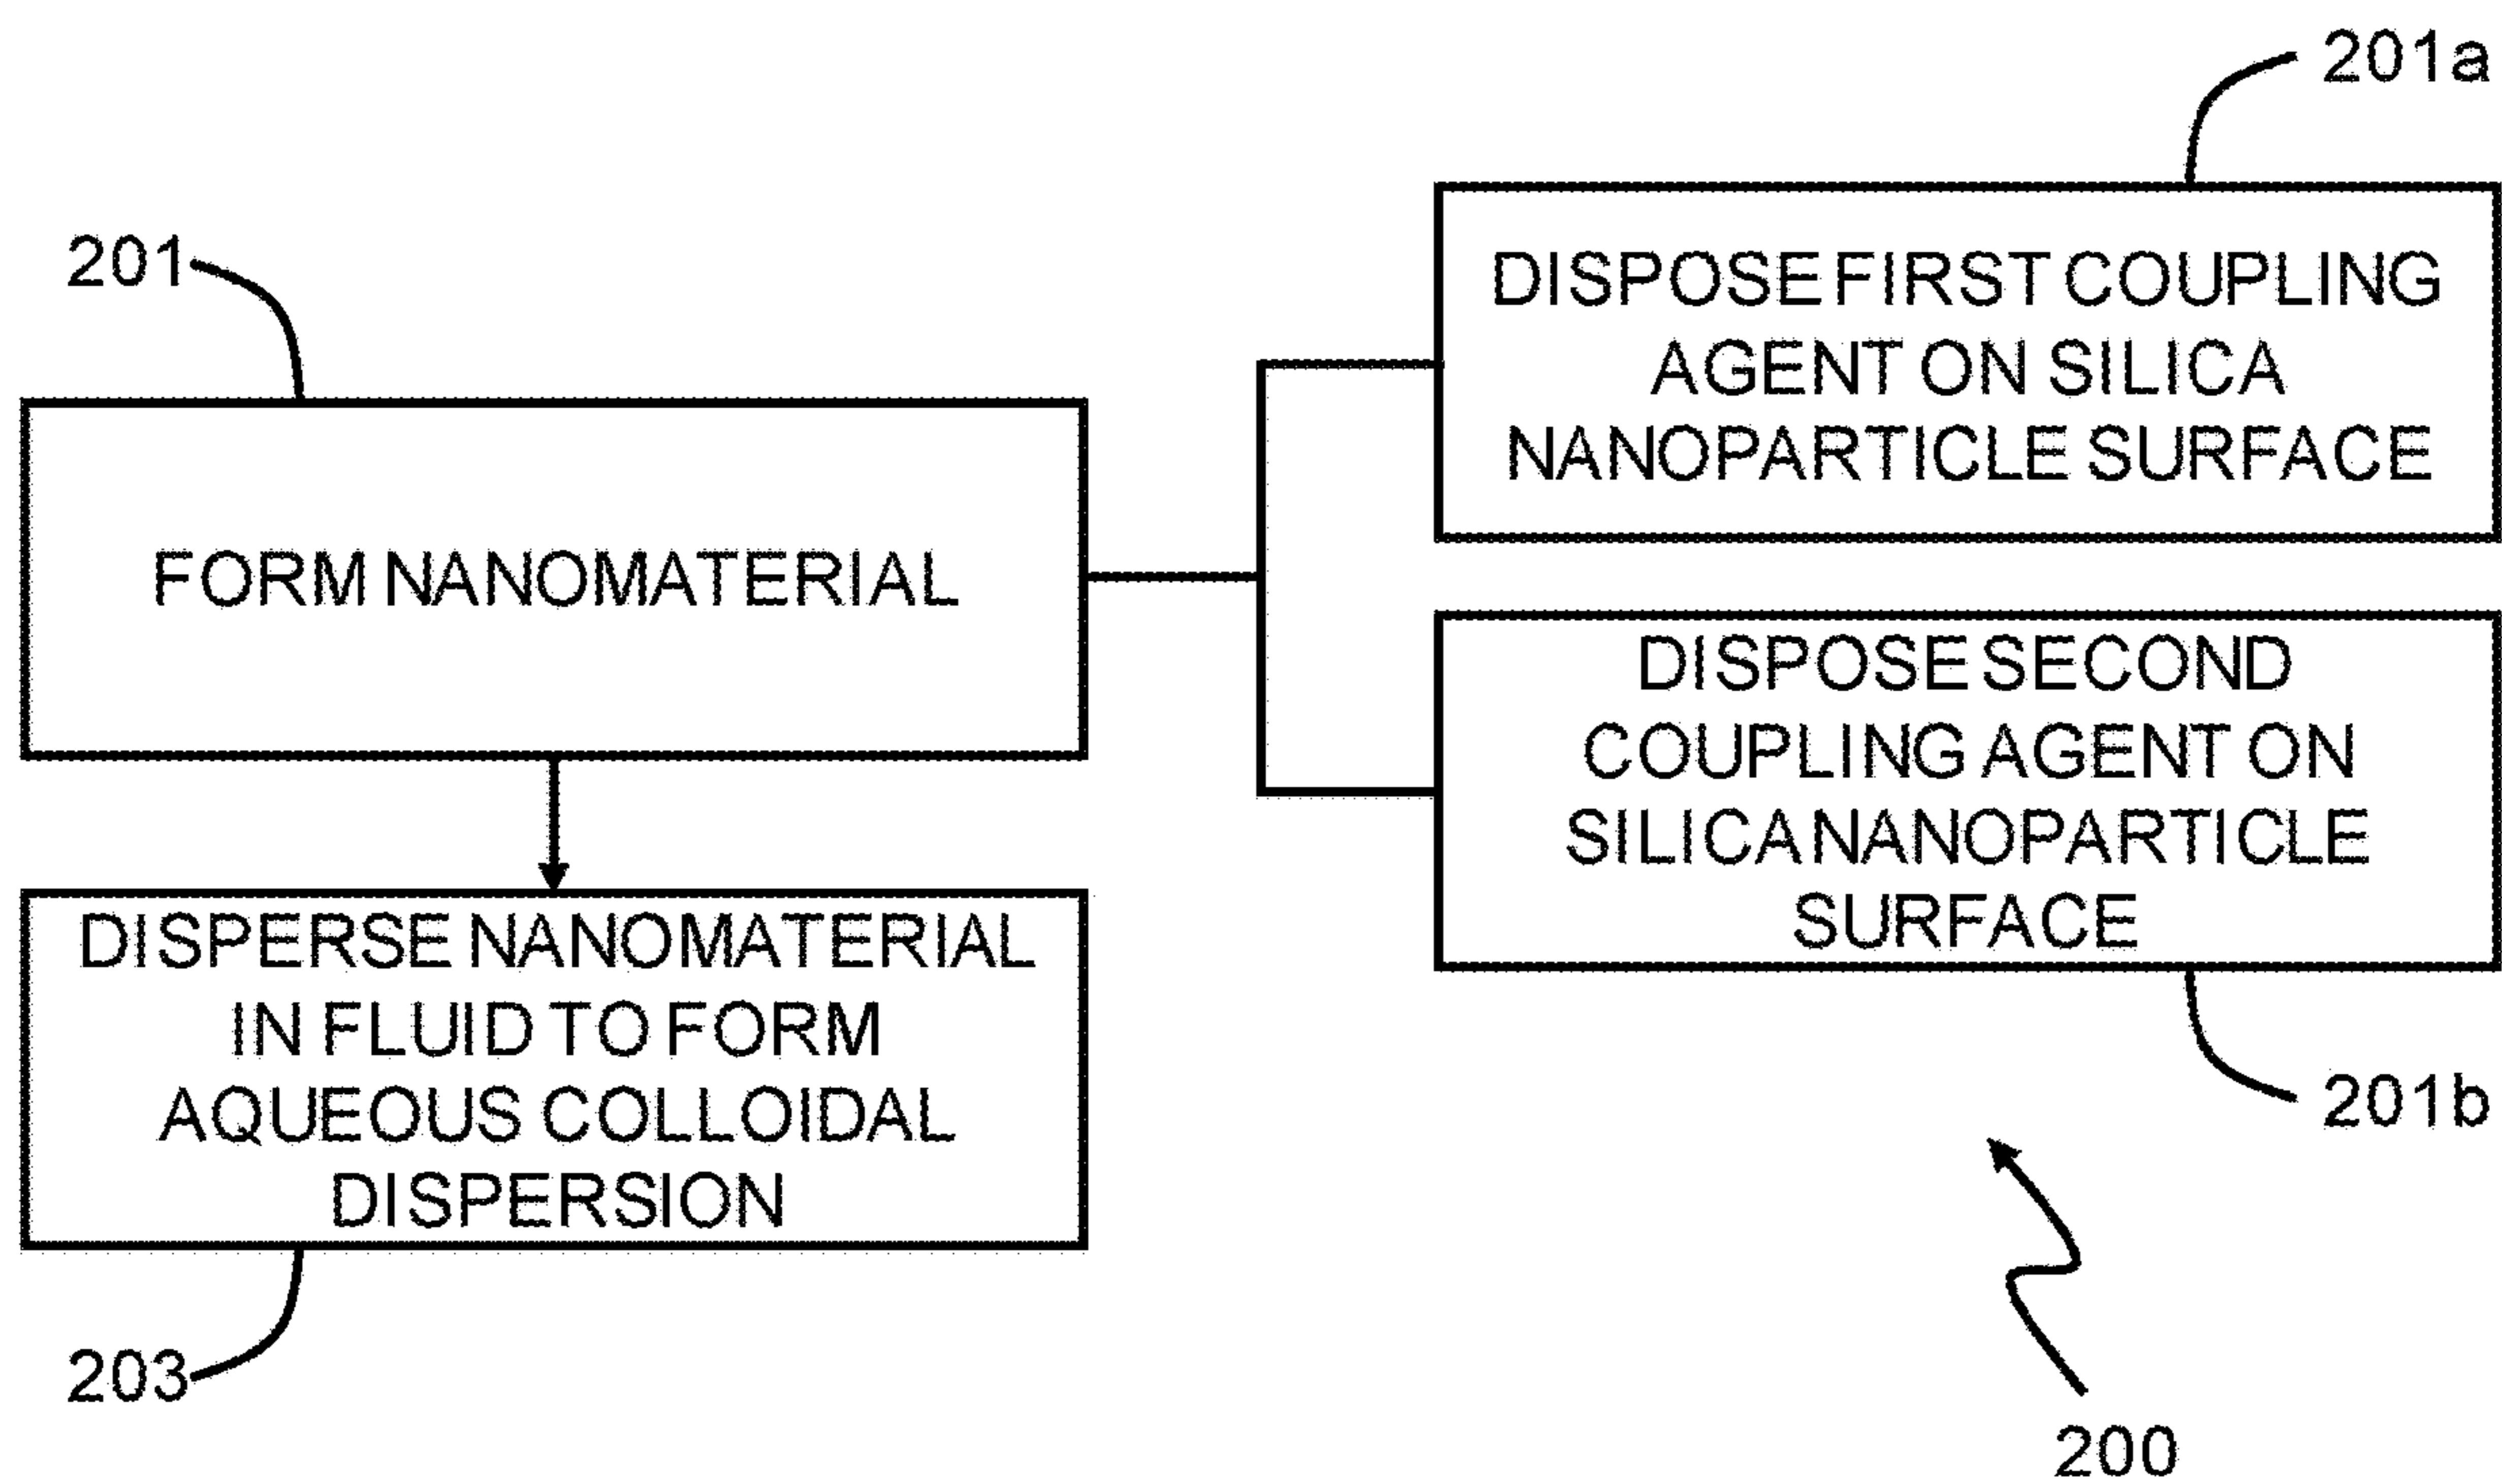 201a
201
DISPOSE FIRST COUPLING
AGENT ON SILICA
NANOPARTICLE SURFACE
FORM NANOMATERIAL
DISPOSE SECOND
COUPLING AGENT ON
SILICA NANOPARTICLE
SURFACE
DISPERSE NANOMATERIAL
IN FLUID TO FORM
AQUEOUS COLLOIDAL
DISPERSION
201b
203
200